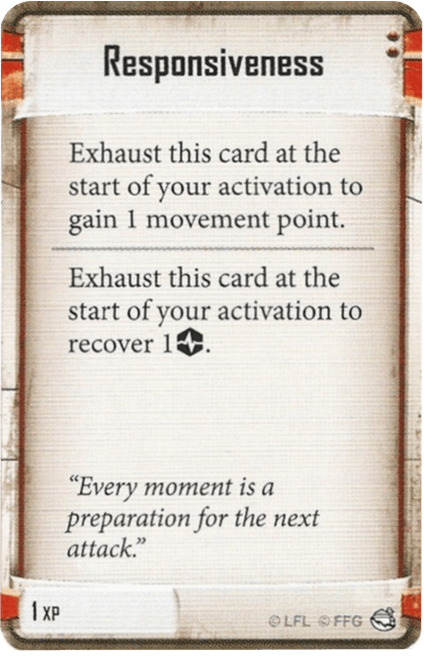 Responsiveness
Exhaust this card at the
start of your activation to
gain 1 movement point.
Exhaust this card at the
start of your activation to
recover 1.
“Every moment is a
preparation for the next
attack.”
1 XP
©LFL ©FFG